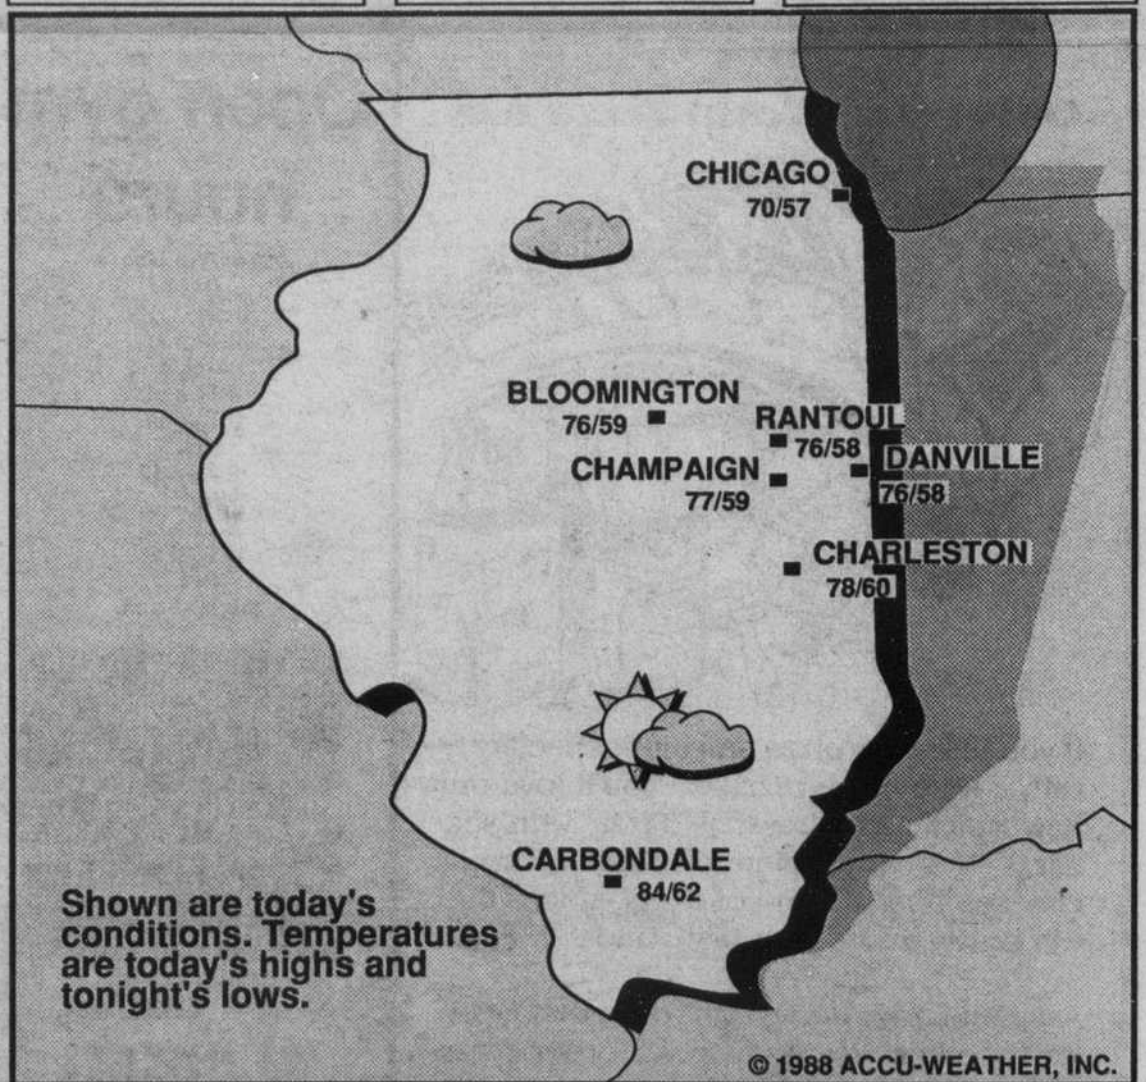 CHICAGO
70/57
BLOOMINGTON
76/59
RANTOUL
76/58
DANVILLE
76/58
CHAMPAIGN
77/59
CHARLESTON
78/60
CARBONDALE
84/62
Shown are today's
conditions. Temperatures
are today's highs and
tonight's lows.
© 1988 ACCU-WEATHER, INC.